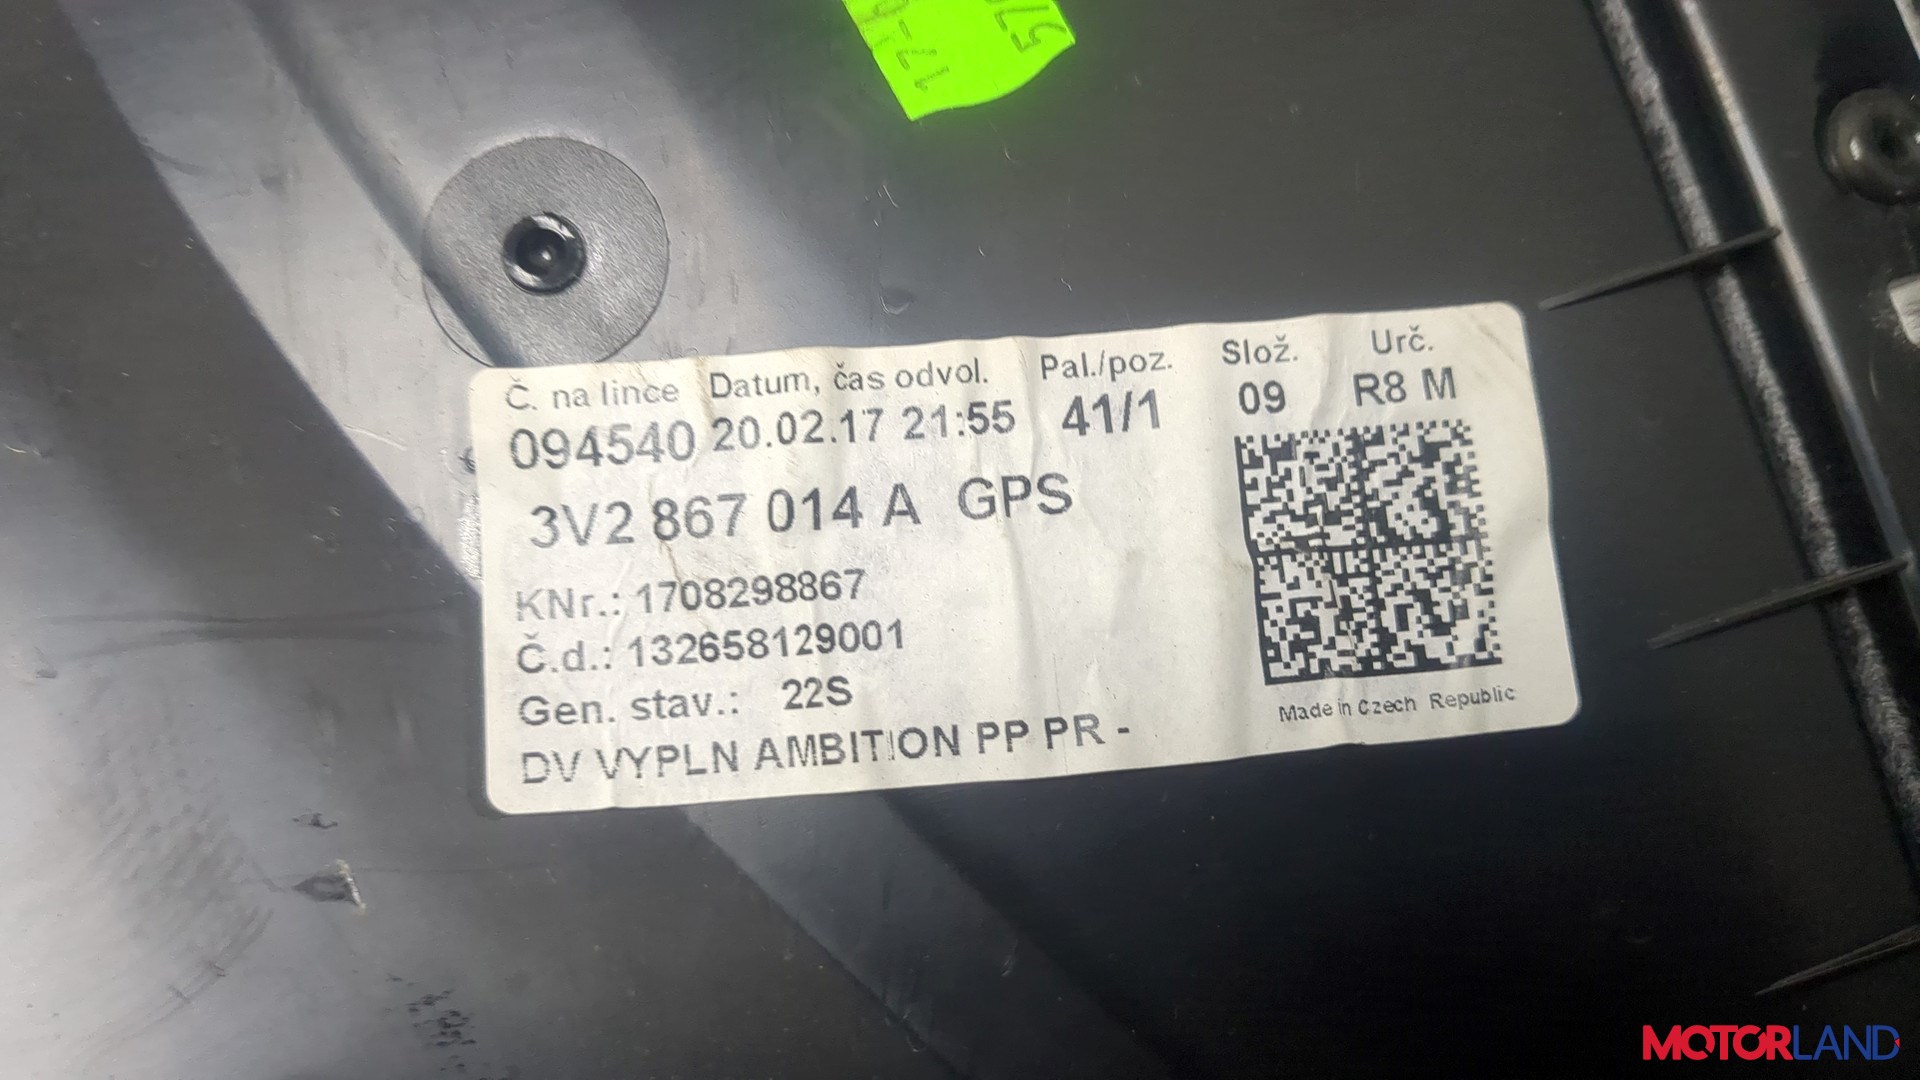 Č. na lince Datum, čas odvol. Pal./poz. Slož. Urč.
094540 20.02.17 21:55 41/1 09 R8 M
3V2 867 014 A GPS
KNr.: 1708298867
Č.d.: 132658129001
Gen. stav.: 22S
DV VYPLN AMBITION PP PR -
Made in Czech Republic
MOTORLAND